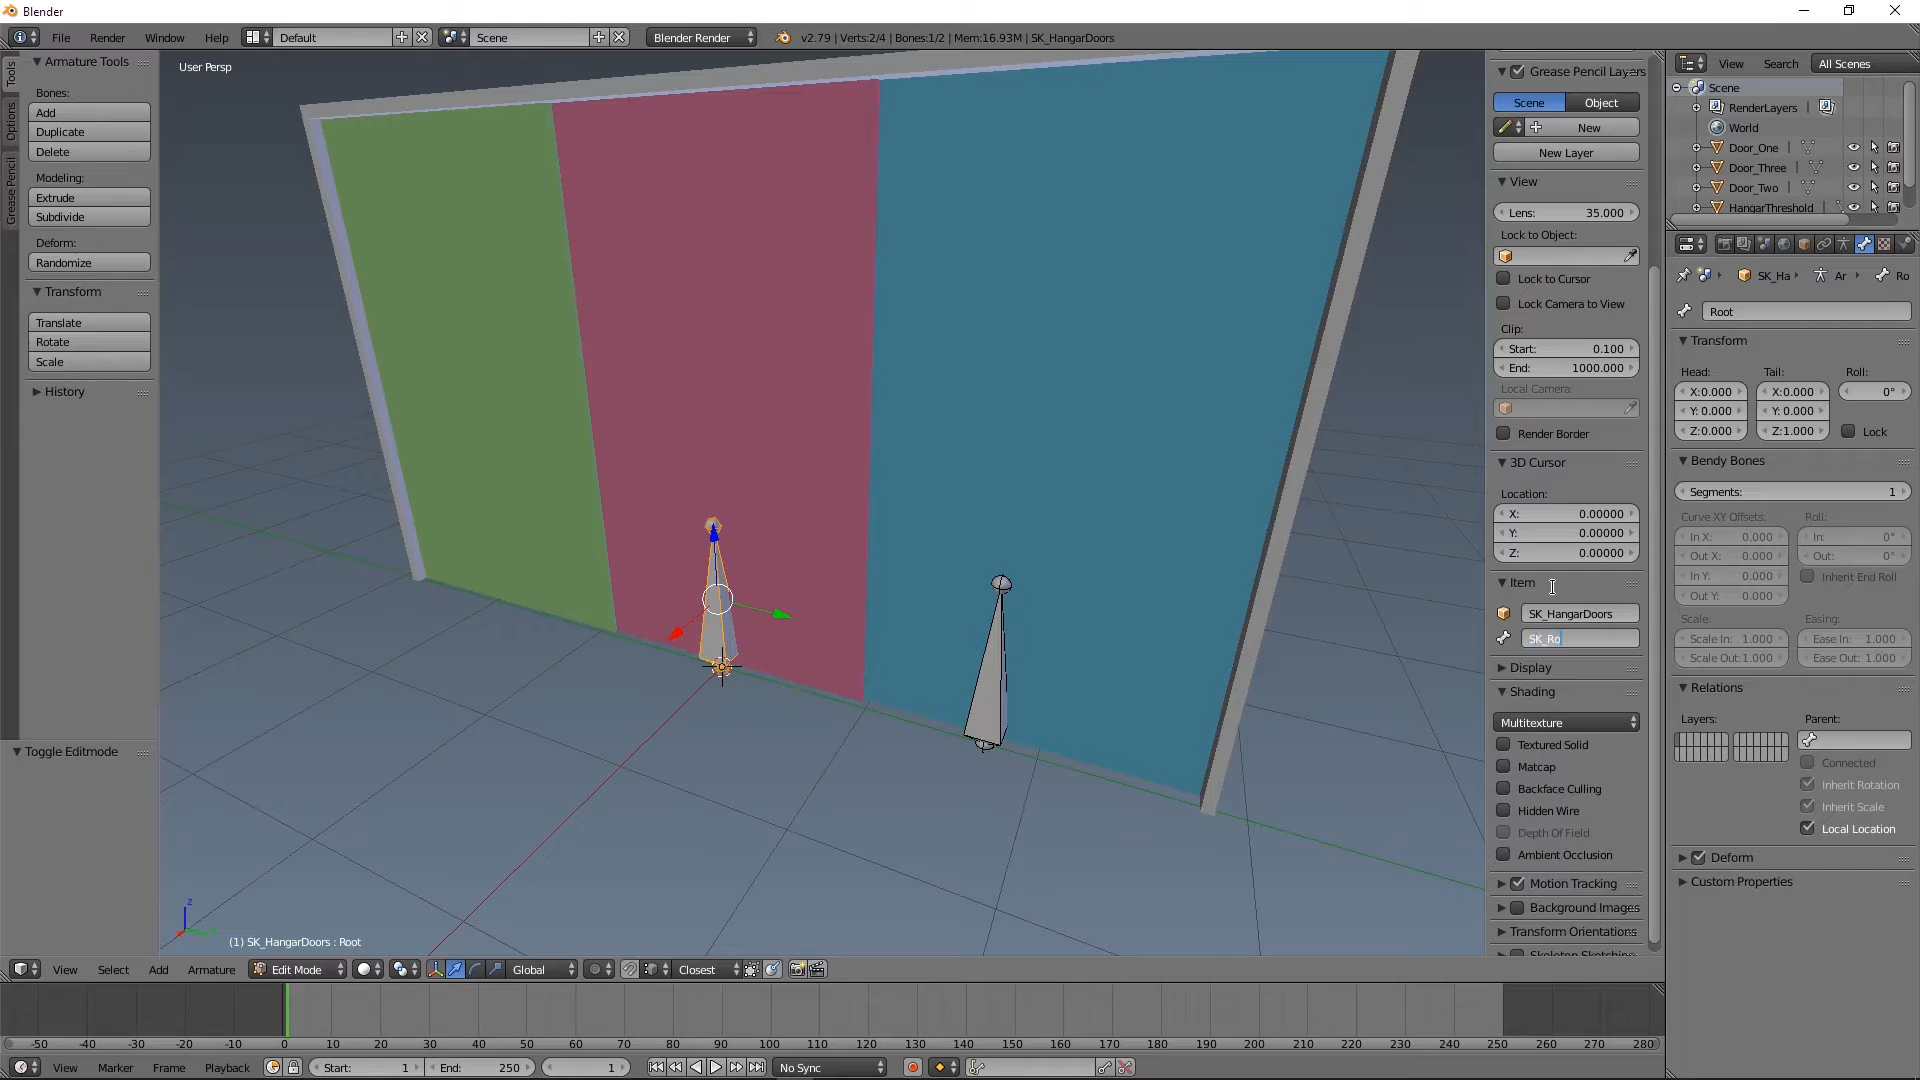 Blender
File Render Window Help Default Scene Blender Render v2.79 | Verts:2/4 | Bones:1/2 | Mem:16.93M | SK_HangarDoors
Tools
Options
Grease Pencil
Armature Tools
Bones:
Add
Duplicate
Delete
Modeling:
Extrude
Subdivide
Deform:
Randomize
Transform
Translate
Rotate
Scale
History
Toggle Editmode
User Persp
z
(1) SK_HangarDoors : Root
Grease Pencil Layers
Scene Object
New
New Layer
View
Lens: 35.000
Lock to Object:
Lock to Cursor
Lock Camera to View
Clip:
Start: 0.100
End: 1000.000
Local Camera:
Render Border
3D Cursor
Location:
X: 0.00000
Y: 0.00000
Z: 0.00000
Item
SK_HangarDoors
SK_Ro
Display
Shading
Multitexture
Textured Solid
Matcap
Backface Culling
Hidden Wire
Depth Of Field
Ambient Occlusion
Motion Tracking
Background Images
Transform Orientations
Skeleton Sketching
View Search All Scenes
Scene
RenderLayers
World
Door_One
Door_Three
Door_Two
HangarThreshold
SK_Ha Ar Ro
Root
Transform
Head: Tail: Roll:
X:0.000 X:0.000 0°
Y: 0.000 Y: 0.000
Z:0.000 Z:1.000 Lock
Bendy Bones
Segments: 1
Curve XY Offsets: Roll:
In X: 0.000 In: 0°
Out X: 0.000 Out: 0°
In Y: 0.000 Inherit End Roll
Out Y: 0.000
Scale: Easing:
Scale In: 1.000 Ease In: 1.000
Scale Out:1.000 Ease Out: 1.000
Relations
Layers: Parent:
Connected
Inherit Rotation
Inherit Scale
Local Location
Deform
Custom Properties
View Select Add Armature Edit Mode Global Closest
-50 -40 -30 -20 -10 0 10 20 30 40 50 60 70 80 90 100 110 120 130 140 150 160 170 180 190 200 210 220 230 240 250 260 270 280
View Marker Frame Playback Start: 1 End: 250 1 No Sync